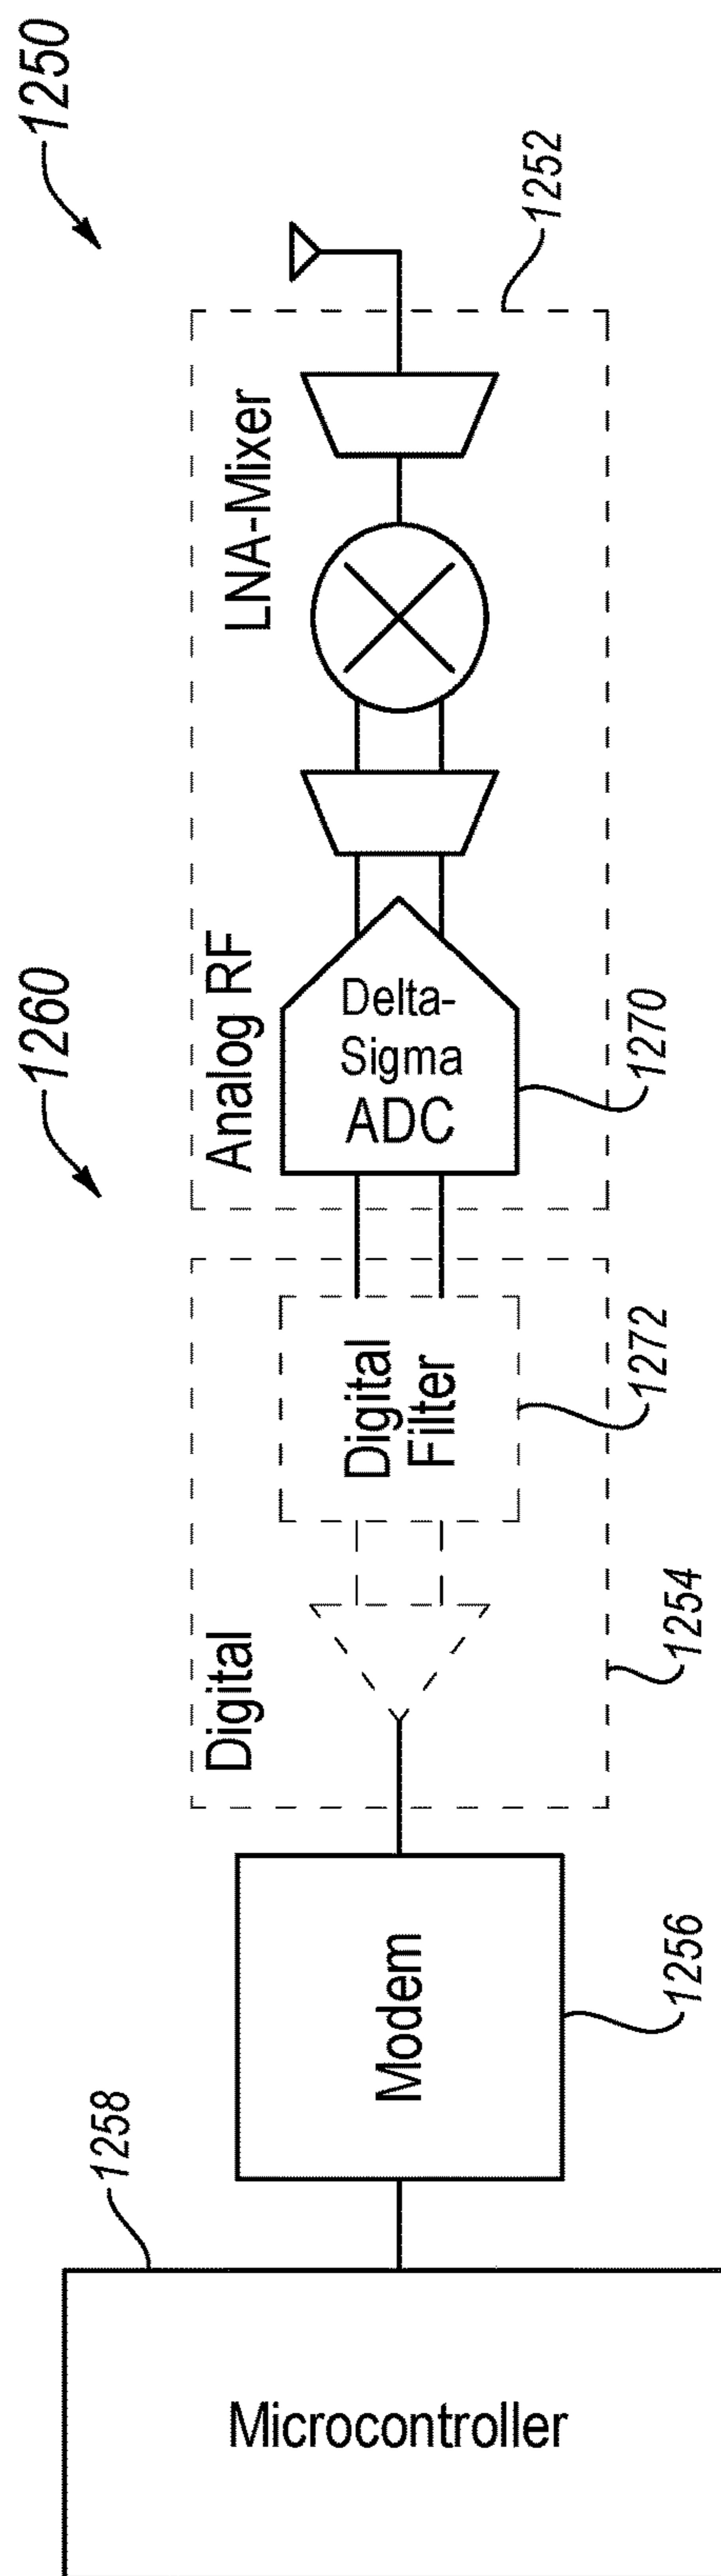 1250
1252
LNA-Mixer
1260
Analog RF
Delta-
Sigma
ADC
1270
Digital
Filter
1272
Digital
1254
Modem
1256
1258
Microcontroller